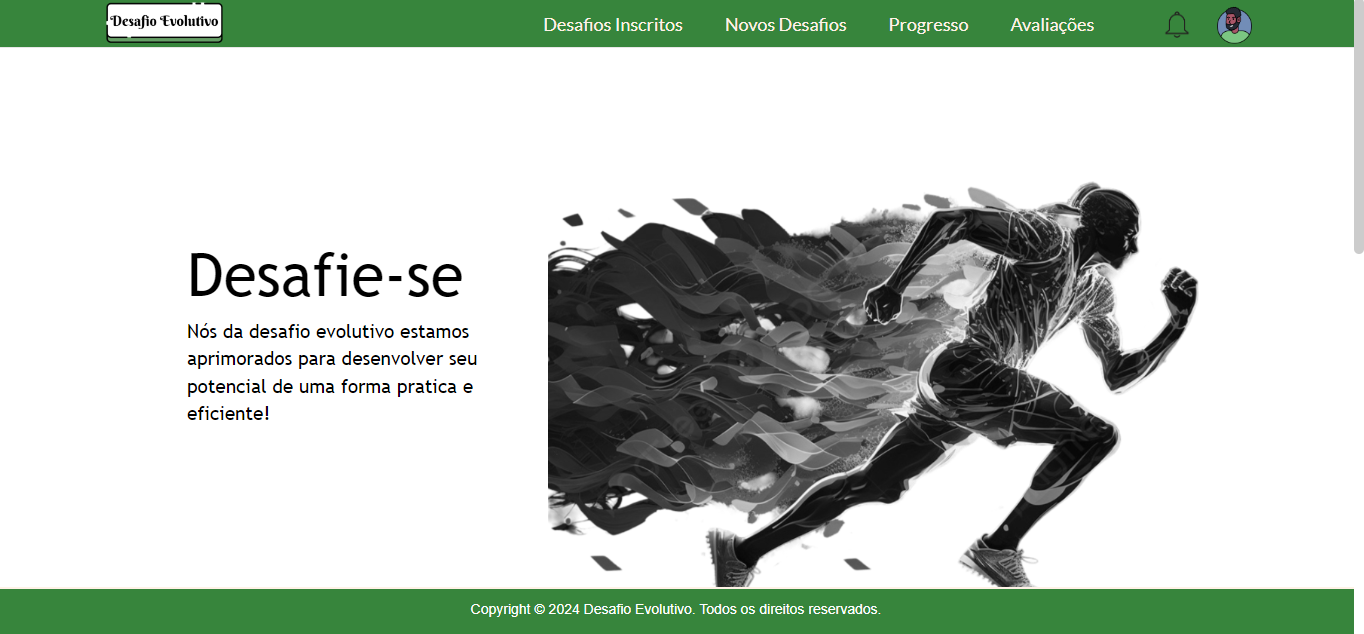 Desafio Evolutivo
Desafios Inscritos
Novos Desafios
Progresso
Avaliações
Desafie-se
Nós da desafio evolutivo estamos
aprimorados para desenvolver seu
potencial de uma forma pratica e
eficiente!
Copyright © 2024 Desafio Evolutivo. Todos os direitos reservados.